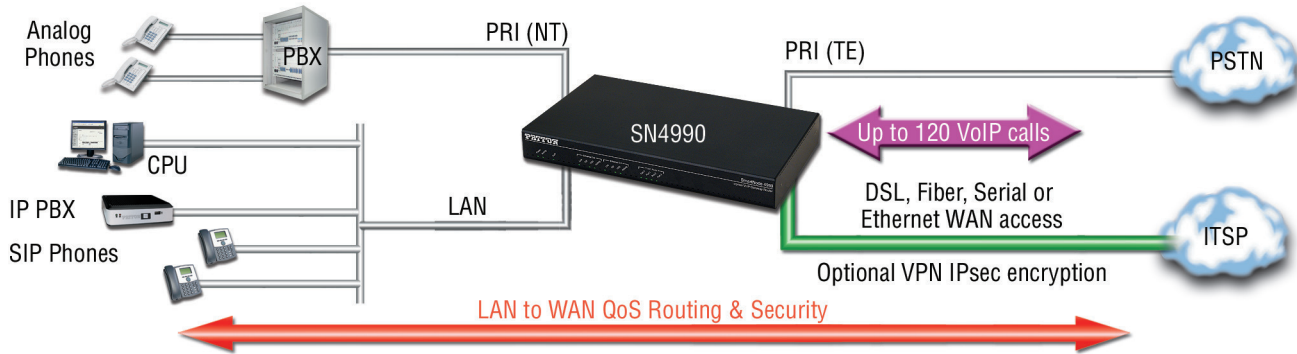 Analog
Phones
PBX
PRI (NT)
PRI (TE)
PSTN
SN4990
PATTON
Up to 120 VoIP calls
CPU
IP PBX
LAN
DSL, Fiber, Serial or
Ethernet WAN access
ITSP
SIP Phones
Optional VPN IPsec encryption
LAN to WAN QoS Routing & Security